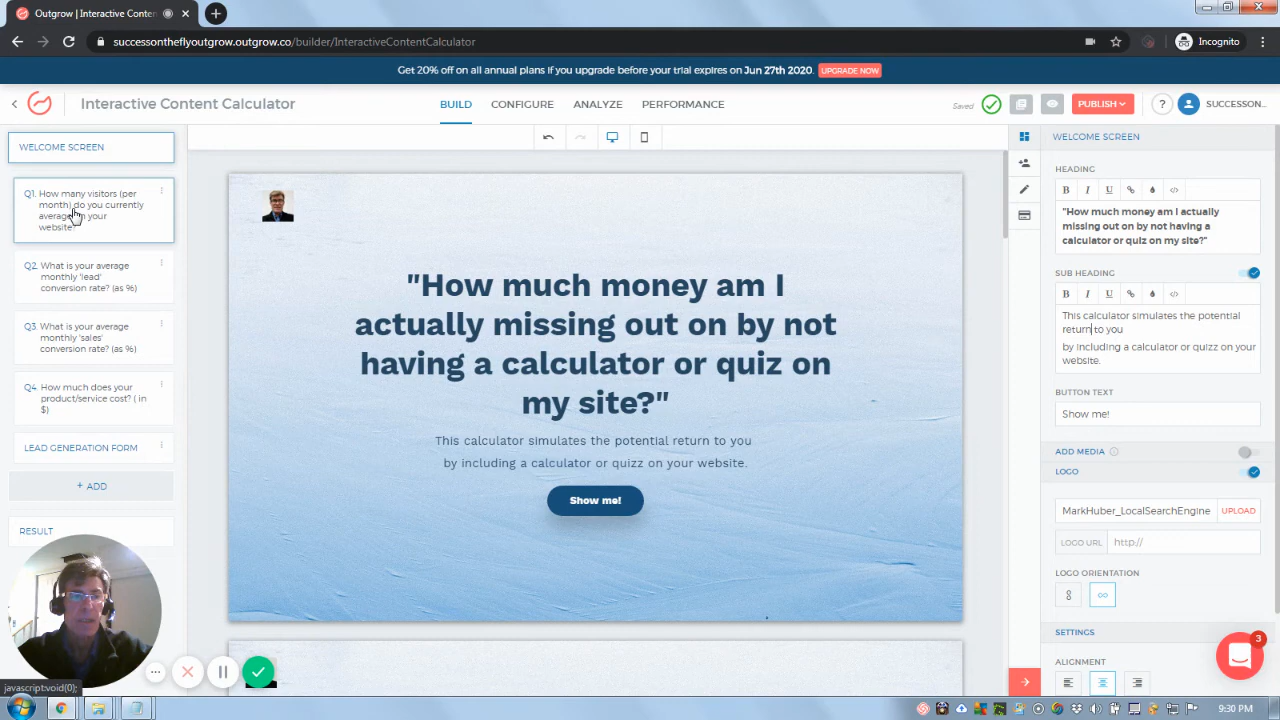 Outgrow | Interactive Conten
successontheflyoutgrow.outgrow.us/builder/InteractiveContentCalculator
Incognito
Get 20% off on all annual plans if you upgrade before your trial expires on Jun 27th 2020. UPGRADE NOW
Interactive Content Calculator
BUILD
CONFIGURE
ANALYZE
PERFORMANCE
Saved
PUBLISH
?
SUCCESSON...
WELCOME SCREEN
Q1. How many visitors (per
month) do you currently
your
website?
Q2. What is your average
monthly 'lead'
conversion rate? (as %)
Q3. What is your average
monthly 'sales'
conversion rate? (as %)
Q4. How much does your
product/service cost? ( in
$)
LEAD GENERATION FORM
+ ADD
RESULT
"How much money am I
actually missing out on by not
having a calculator or quiz on
my site?"
This calculator simulates the potential return to you
by including a calculator or quizz on your website.
Show me!
WELCOME SCREEN
HEADING
B I U
"How much money am I actually
missing out on by not having a
calculator or quiz on my site?"
SUB HEADING
B I U
This calculator simulates the potential
return to you
by including a calculator or quizz on your
website.
BUTTON TEXT
Show me!
ADD MEDIA
LOGO
MarkHuber_LocalSearchEngine
UPLOAD
LOGO URL
http://
LOGO ORIENTATION
SETTINGS
ALIGNMENT
3
javascript:void(0);
9:30 PM